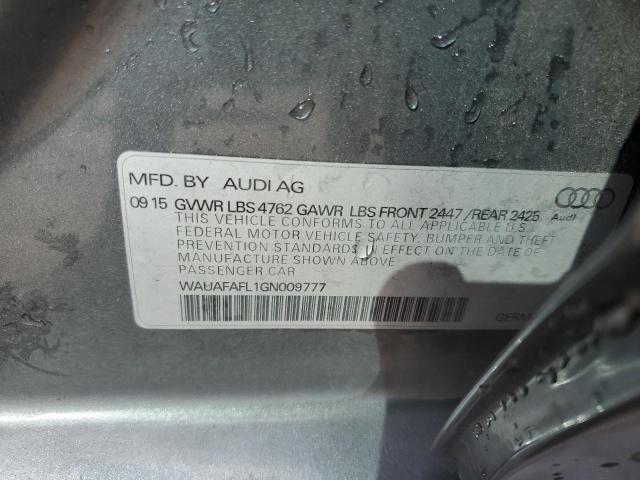 MFD. BY AUDI AG
09 15 GVWR LBS 4762 GAWR LBS FRONT 2447 /REAR 2425
Audi
THIS VEHICLE CONFORMS TO ALL APPLICABLE U.S.
FEDERAL MOTOR VEHICLE SAFETY, BUMPER AND THEFT
PREVENTION STANDARDS IN EFFECT ON THE DATE OF
MANUFACTURE SHOWN ABOVE.
PASSENGER CAR
WAUAFAFL1GN009777